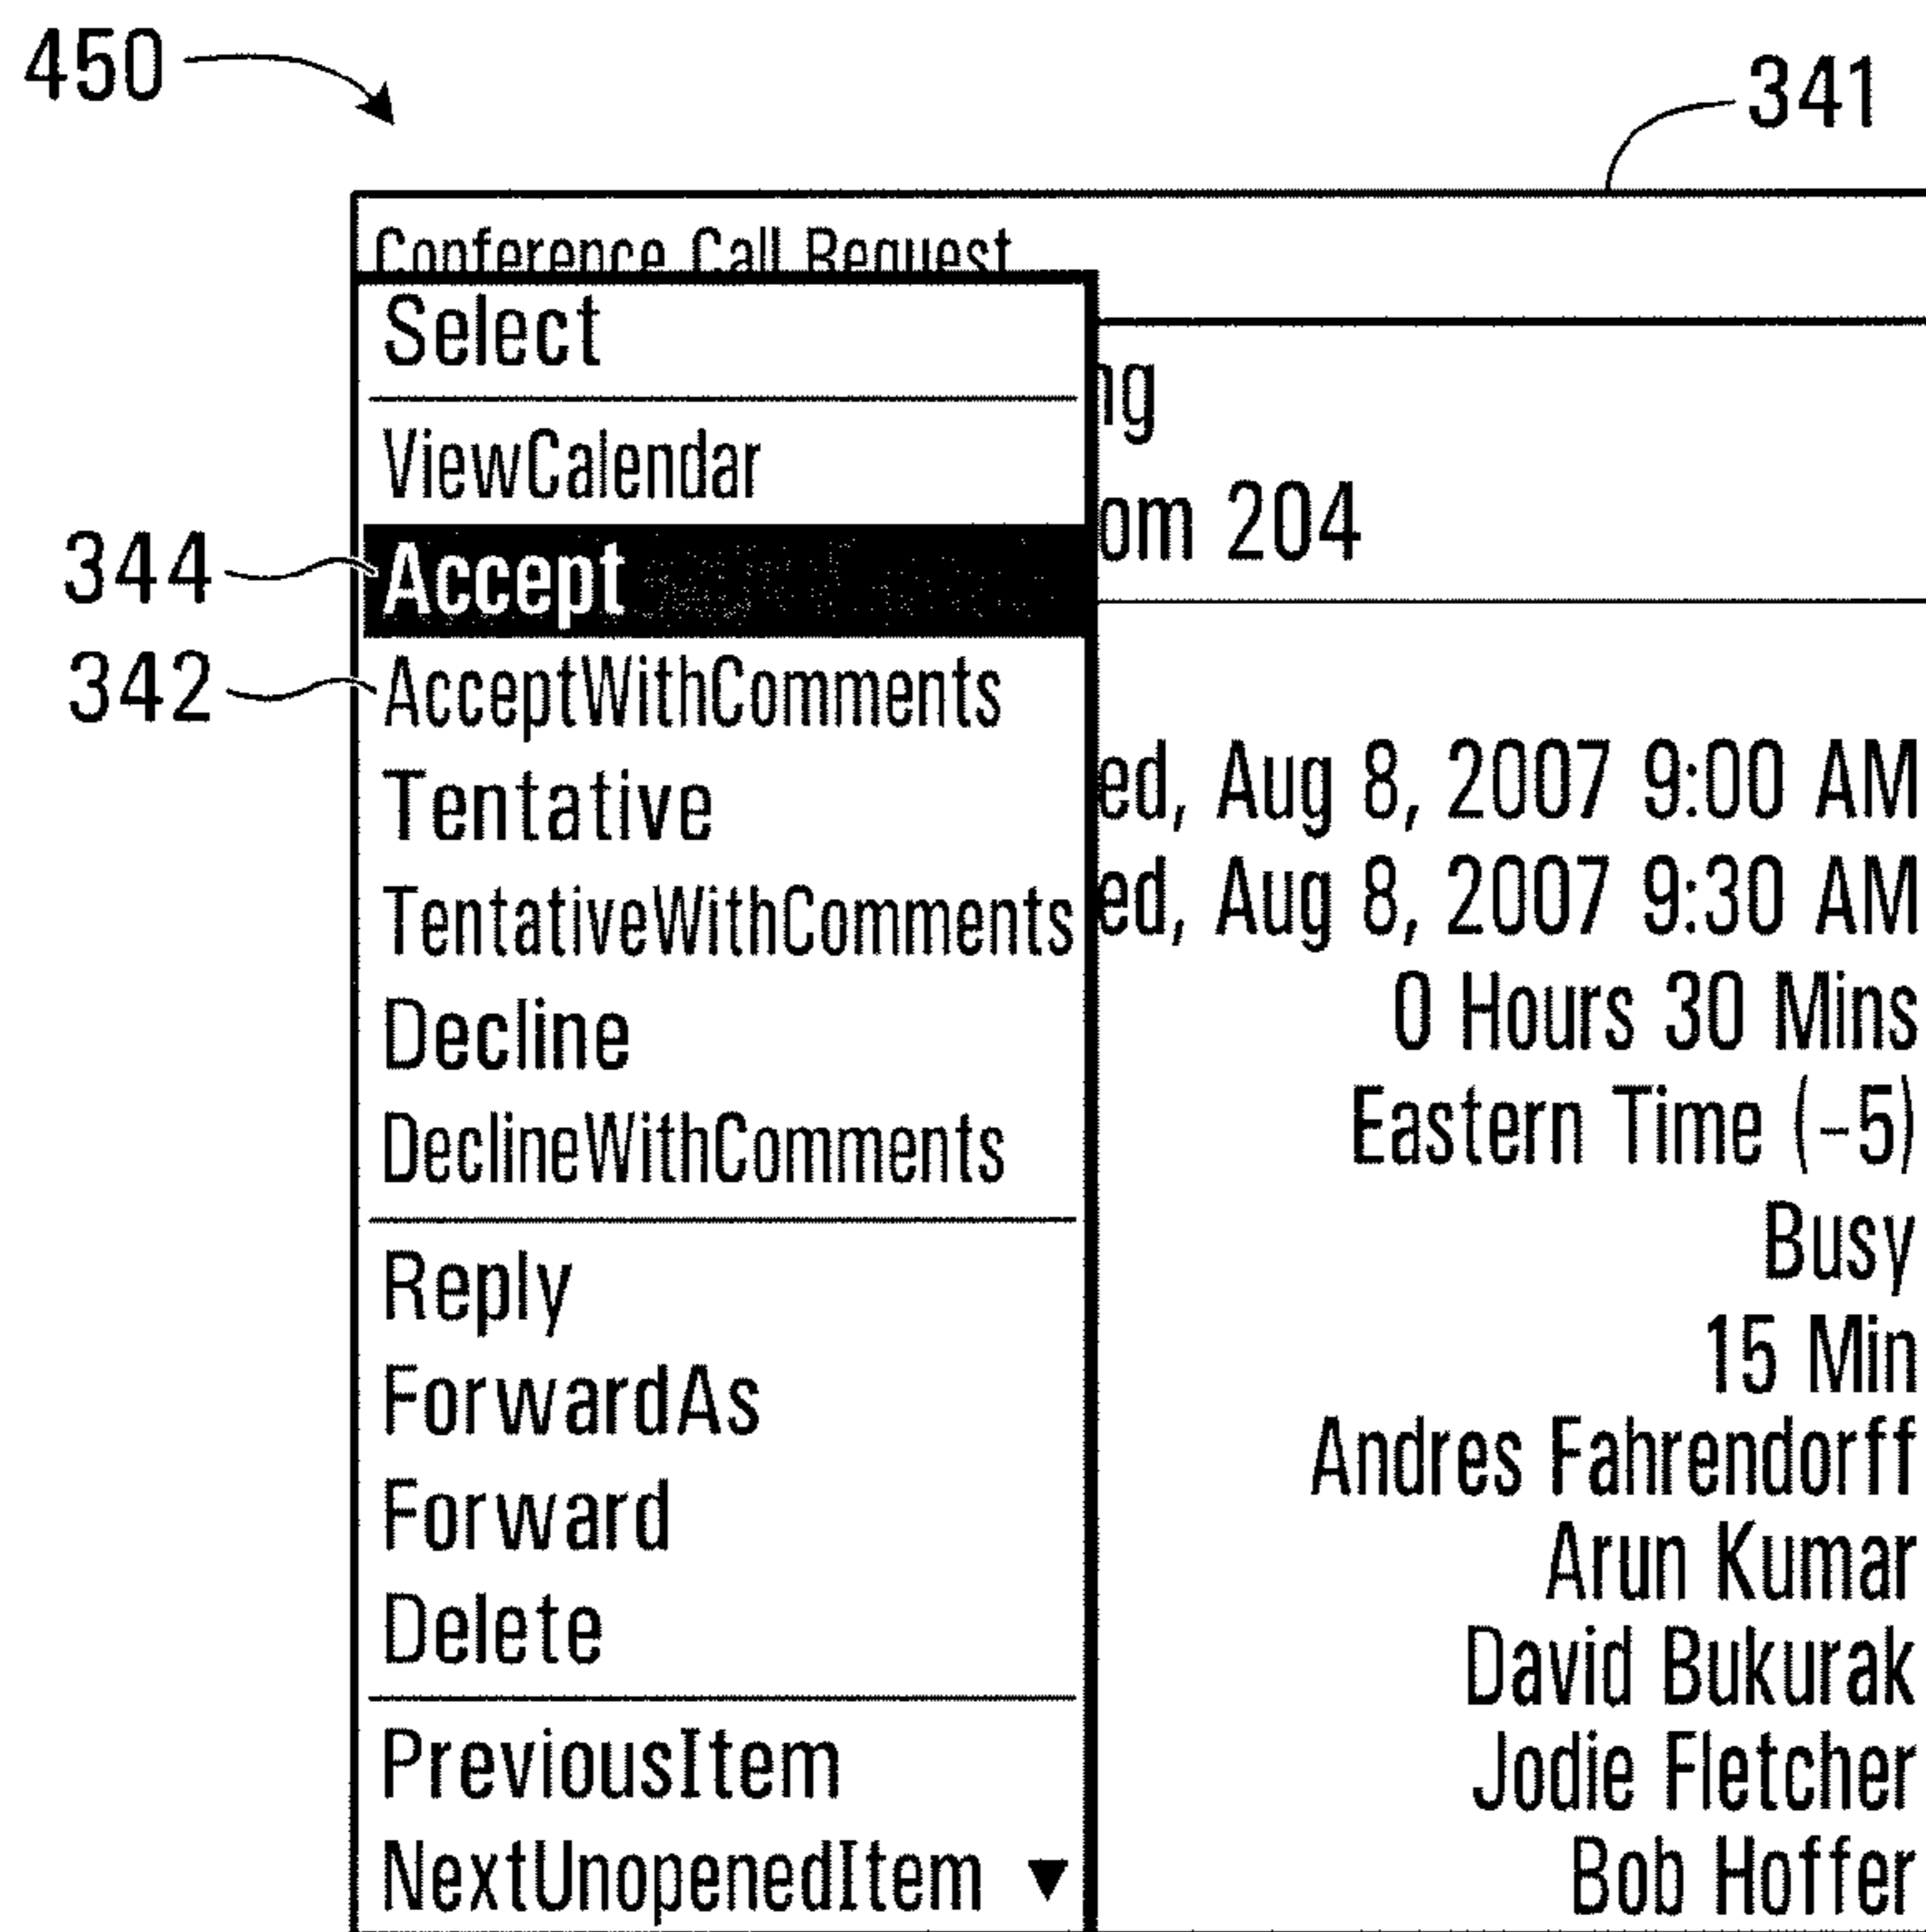 450
341
Conference Call Request
Select
ng
ViewCalendar
om 204
344
Accept
342
AcceptWithComments
Tentative
ed, Aug 8, 2007 9:00 AM
TentativeWithComments
ed, Aug 8, 2007 9:30 AM
Decline
0 Hours 30 Mins
DeclineWithComments
Eastern Time (-5)
Busy
Reply
15 Min
ForwardAs
Andres Fahrendorff
Forward
Arun Kumar
Delete
David Bukurak
PreviousItem
Jodie Fletcher
NextUnopenedItem ▼
Bob Hoffer